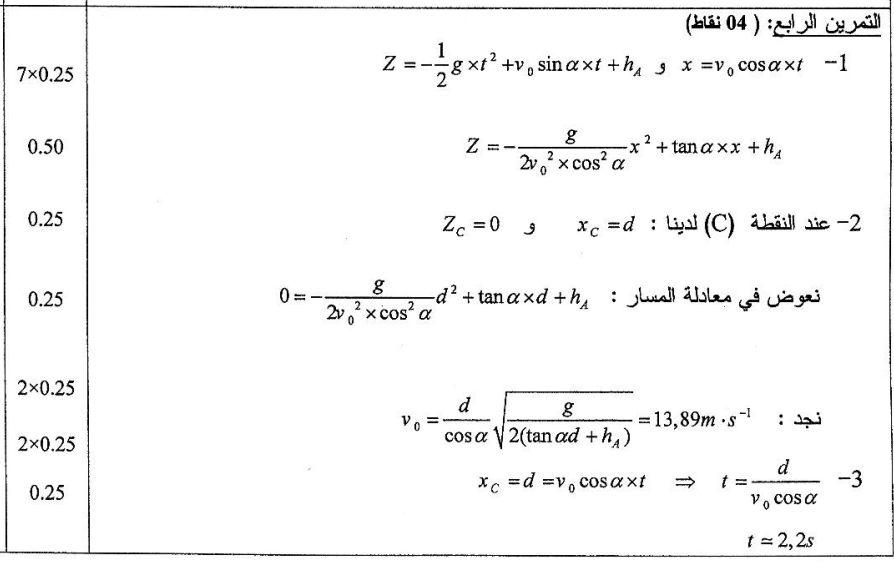 التمرين الرابع: ( 04 نقاط)
7×0.25
1- x = v₀ cos α × t و Z = -1/2 g × t² + v₀ sin α × t + h_A
0.50
Z = - g / (2v₀² × cos² α) x² + tan α × x + h_A
0.25
2- عند النقطة (C) لدينا : x_C = d و Z_C = 0
0.25
نعوض في معادلة المسار : 0 = - g / (2v₀² × cos² α) d² + tan α × d + h_A
2×0.25
نجد : v₀ = d / cos α √(g / (2(tan αd + h_A))) = 13,89m · s⁻¹
2×0.25
3- x_C = d = v₀ cos α × t ⇒ t = d / (v₀ cos α)
0.25
t ≃ 2,2s